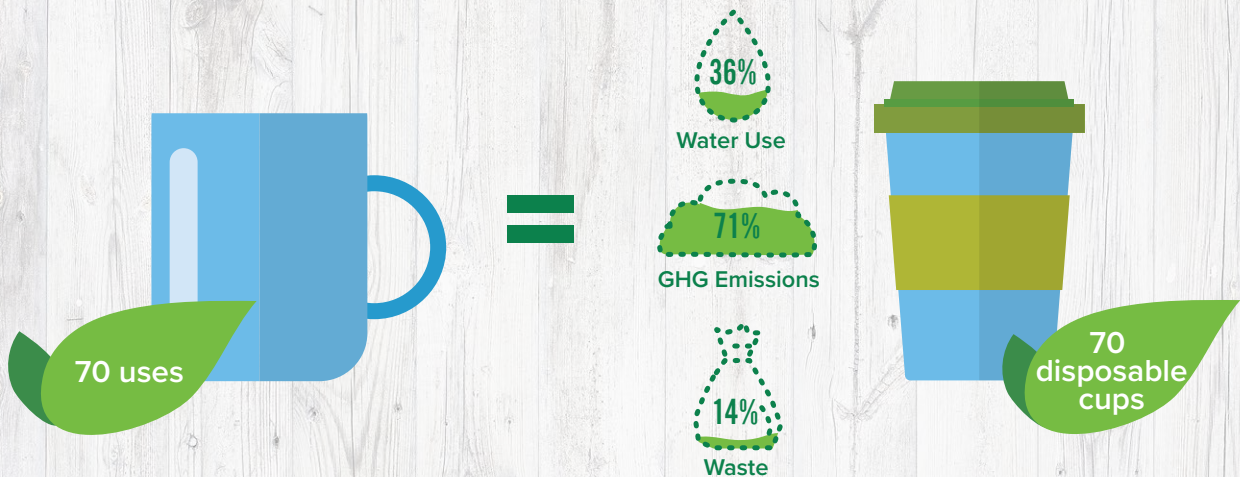 70 uses
36%
Water Use
71%
GHG Emissions
14%
Waste
70
disposable
cups